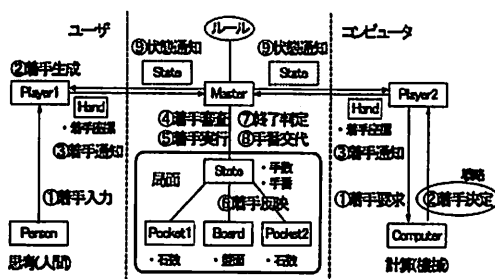 ユーザ
ルール
コンピュータ
⑨状態通知
⑨状態通知
State
State
②着手生成
Player1
Master
Player2
Hand
・着手座標
Hand
・着手座標
④着手審査
⑦終了判定
⑤着手実行
⑧手番交代
③着手通知
③着手通知
局面
State
・手数
・手番
戦略
①着手入力
⑥着手反映
①着手要求
②着手決定
Pocket1
Board
Pocket2
Person
・石数
・盤面
・石数
Computer
思考(人間)
計算(機械)